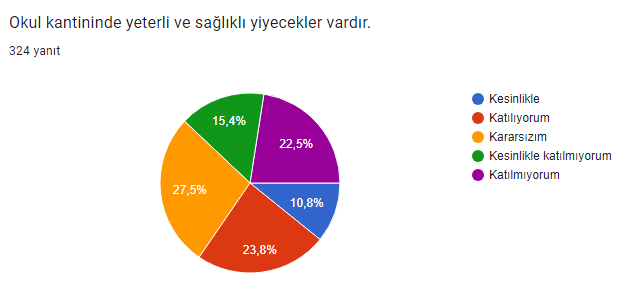 Okul kantininde yeterli ve sağlıklı yiyecekler vardır.
324 yanıt
Kesinlikle
Katılıyorum
Kararsızım
Kesinlikle katılmıyorum
Katılmıyorum
15,4%
22,5%
27,5%
10,8%
23,8%